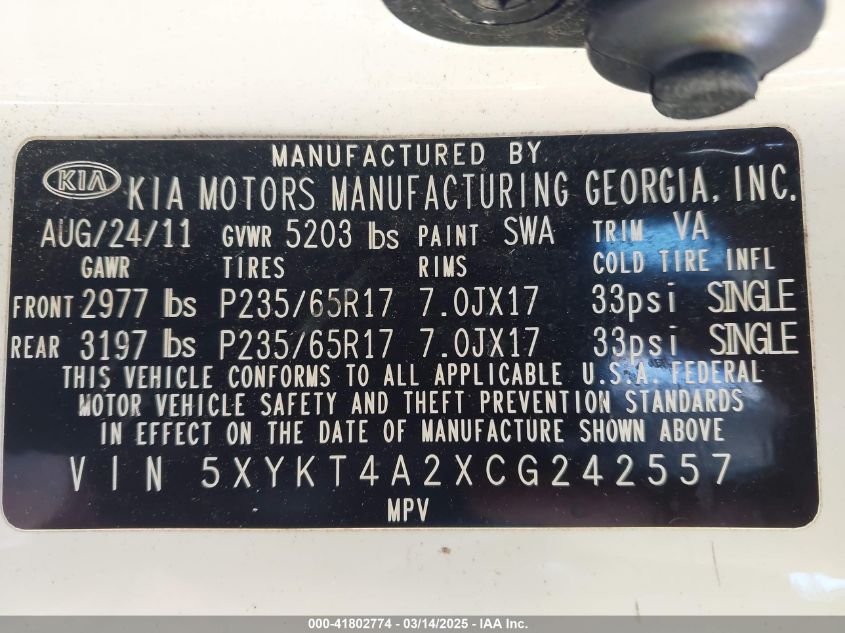 MANUFACTURED BY
KIA KIA MOTORS MANUFACTURING GEORGIA, INC.
AUG/24/11 GVWR 5203 lbs PAINT SWA TRIM VA
GAWR TIRES RIMS COLD TIRE INFL
FRONT 2977 lbs P235/65R17 7.0JX17 33psi SINGLE
REAR 3197 lbs P235/65R17 7.0JX17 33psi SINGLE
THIS VEHICLE CONFORMS TO ALL APPLICABLE U.S.A. FEDERAL
MOTOR VEHICLE SAFETY AND THEFT PREVENTION STANDARDS
IN EFFECT ON THE DATE OF MANUFACTURE SHOWN ABOVE
VIN 5XYKT4A2XCG242557
MPV
000-41802774 - 03/14/2025 - IAA Inc.